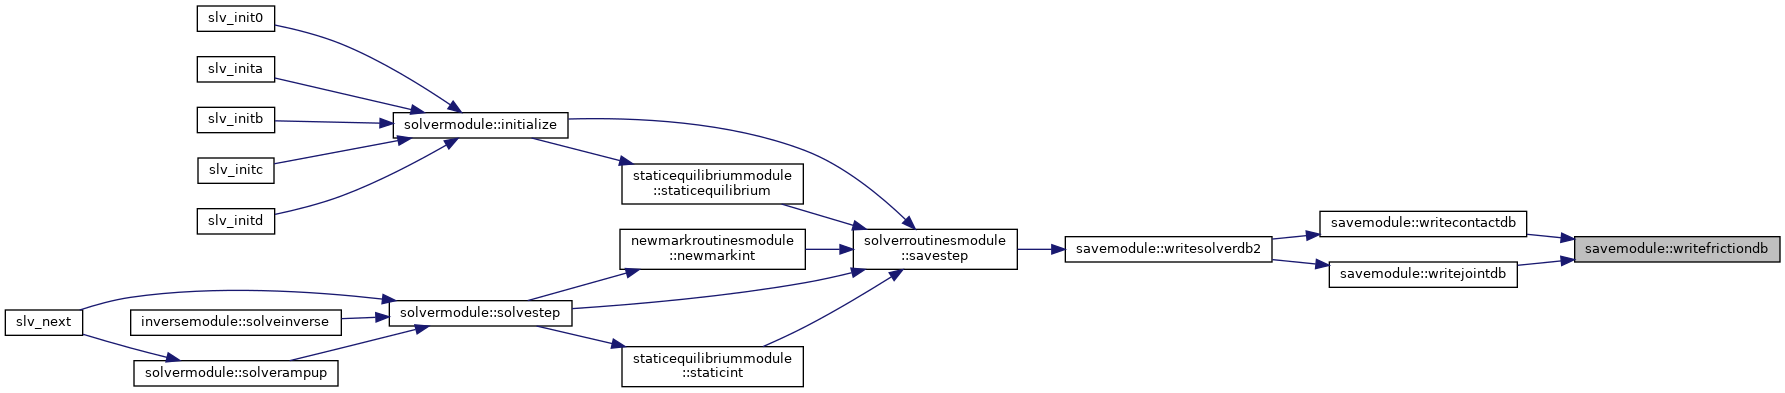 slv_init0
slv_inita
slv_initb
slv_initc
slv_initd
solvermodule::initialize
staticequilibriummodule
::staticequilibrium
newmarkroutinesmodule
::newmarkint
solvermodule::solvestep
staticequilibriummodule
::staticint
slv_next
inversemodule::solveinverse
solvermodule::solverampup
solverroutinesmodule
::savestep
savemodule::writesolverdb2
savemodule::writecontactdb
savemodule::writejointdb
savemodule::writefrictiondb